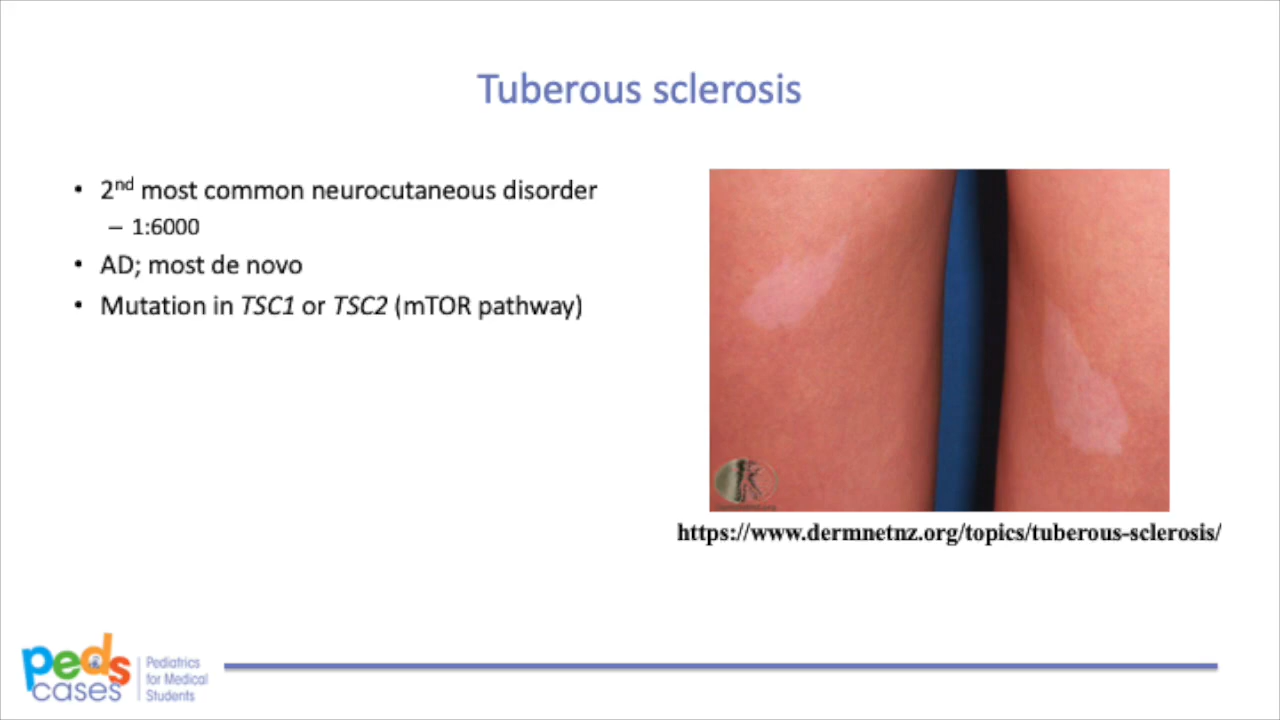 Tuberous sclerosis
• 2nd most common neurocutaneous disorder
– 1:6000
• AD; most de novo
• Mutation in TSC1 or TSC2 (mTOR pathway)
https://www.dermnetnz.org/topics/tuberous-sclerosis/
peds
cases
Pediatrics
for Medical
Students